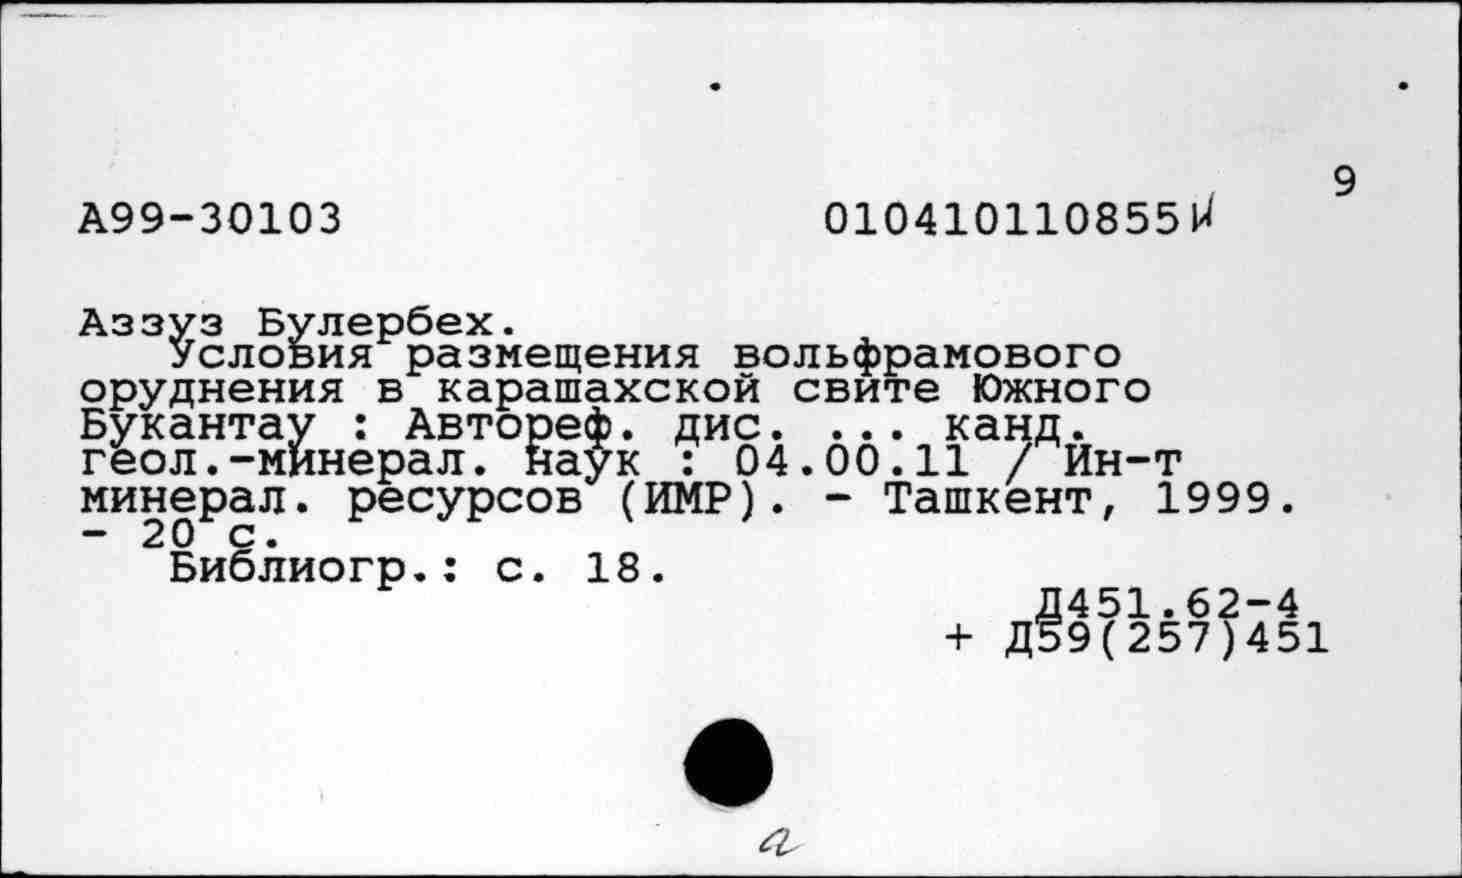 9
А99-30103 010410110855И
Аззуз Булербех.
Условия размещения вольфрамового
оруднения в карашахской свите Южного
Букантау : Автореф. дис. ... канд.
геол.-минерал. наук : 04.00.11 / Ин-т
минерал. ресурсов (ИМР). - Ташкент, 1999.
- 20 с.
Библиогр.: с. 18.
Д451.62-4
+ Д59(257)451
а